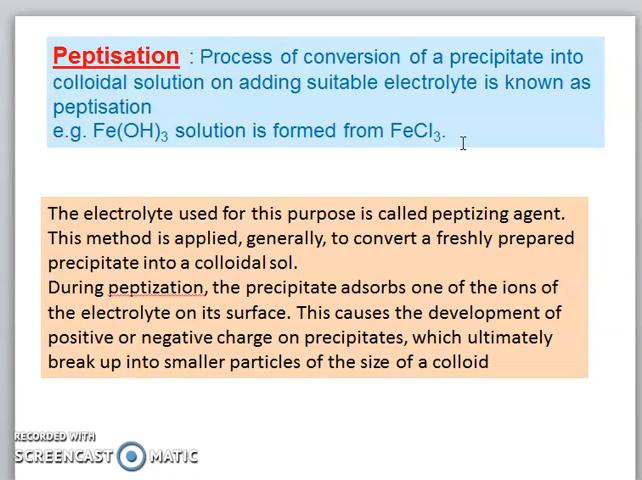 Peptisation : Process of conversion of a precipitate into
colloidal solution on adding suitable electrolyte is known as
peptisation
e.g. Fe(OH)₃ solution is formed from FeCl₃.
The electrolyte used for this purpose is called peptizing agent.
This method is applied, generally, to convert a freshly prepared
precipitate into a colloidal sol.
During peptization, the precipitate adsorbs one of the ions of
the electrolyte on its surface. This causes the development of
positive or negative charge on precipitates, which ultimately
break up into smaller particles of the size of a colloid
RECORDED WITH
SCREENCAST MATIC